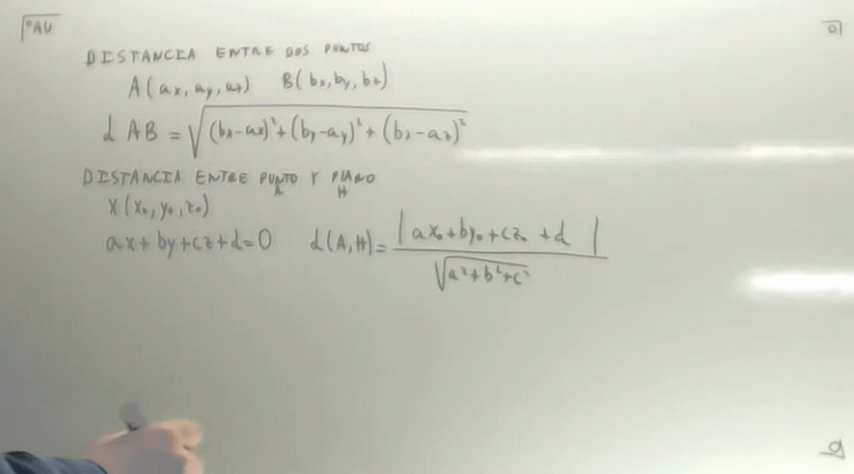 DISTANCIA ENTRE DOS PUNTOS
A(ax, ay, az) B(bx, by, bz)
d AB = √((bx-ax)²+(by-ay)²+(bz-az)²)
DISTANCIA ENTRE PUNTO Y PLANO
A H
X(x₀, y₀, z₀)
ax+by+cz+d=0 d(A,H)= |ax₀+by₀+cz₀ +d| / √(a²+b²+c²)